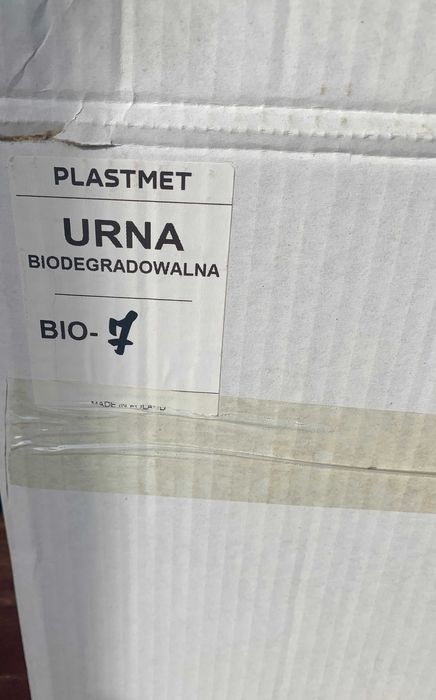 PLASTMET
URNA
BIODEGRADOWALNA
BIO-7
MADE IN POLAND